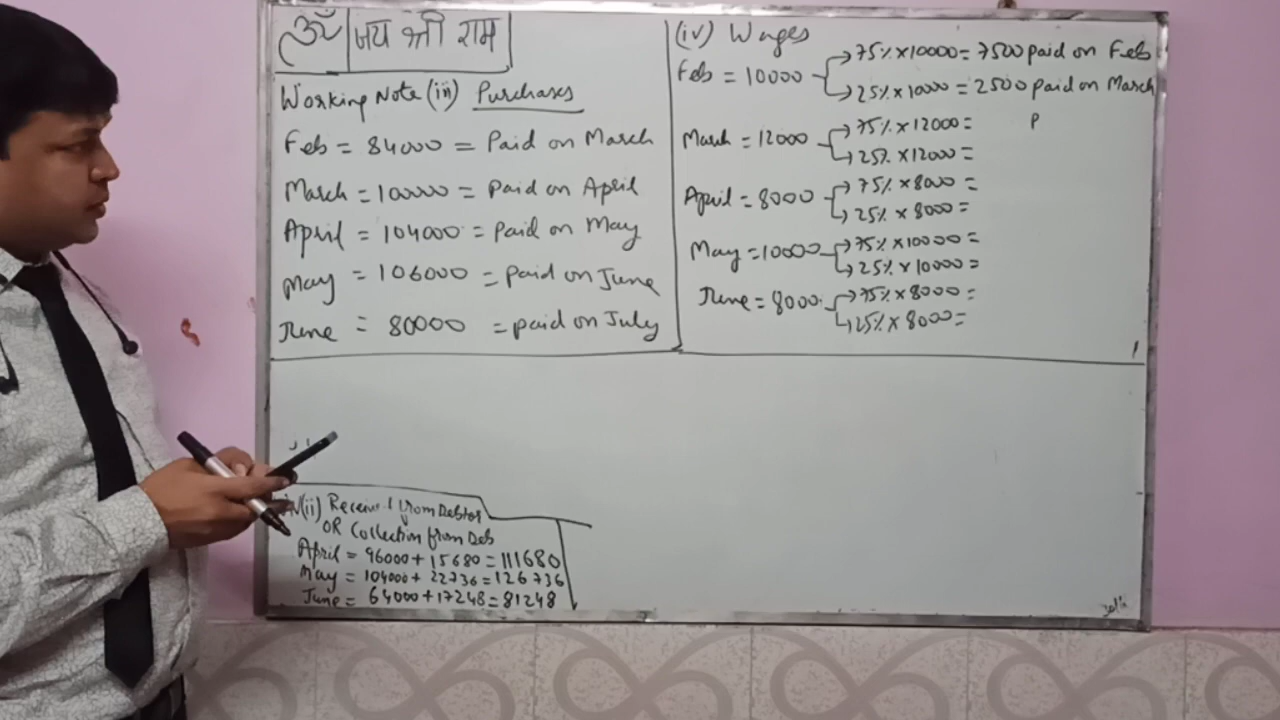 ॐ जय श्री राम
Working Note (iii) Purchases
Feb = 84000 = Paid on March
March = 100000 = Paid on April
April = 104000 = Paid on May
May = 106000 = Paid on June
June = 80000 = paid on July
(iv) Wages
Feb = 10000
75% × 10000 = 7500 paid on Feb
25% × 1000 = 2500 paid on March
March = 12000
75% × 12000 = P
25% × 12000 =
April = 8000
75% × 8000 =
25% × 8000 =
May = 10000
75% × 10000 =
25% × 10000 =
June = 8000
75% × 8000 =
25% × 8000 =
(ii) Received from Debtor
OR Collection from Deb
April = 96000 + 15680 = 111680
May = 104000 + 22736 = 126736
June = 64000 + 17248 = 81248